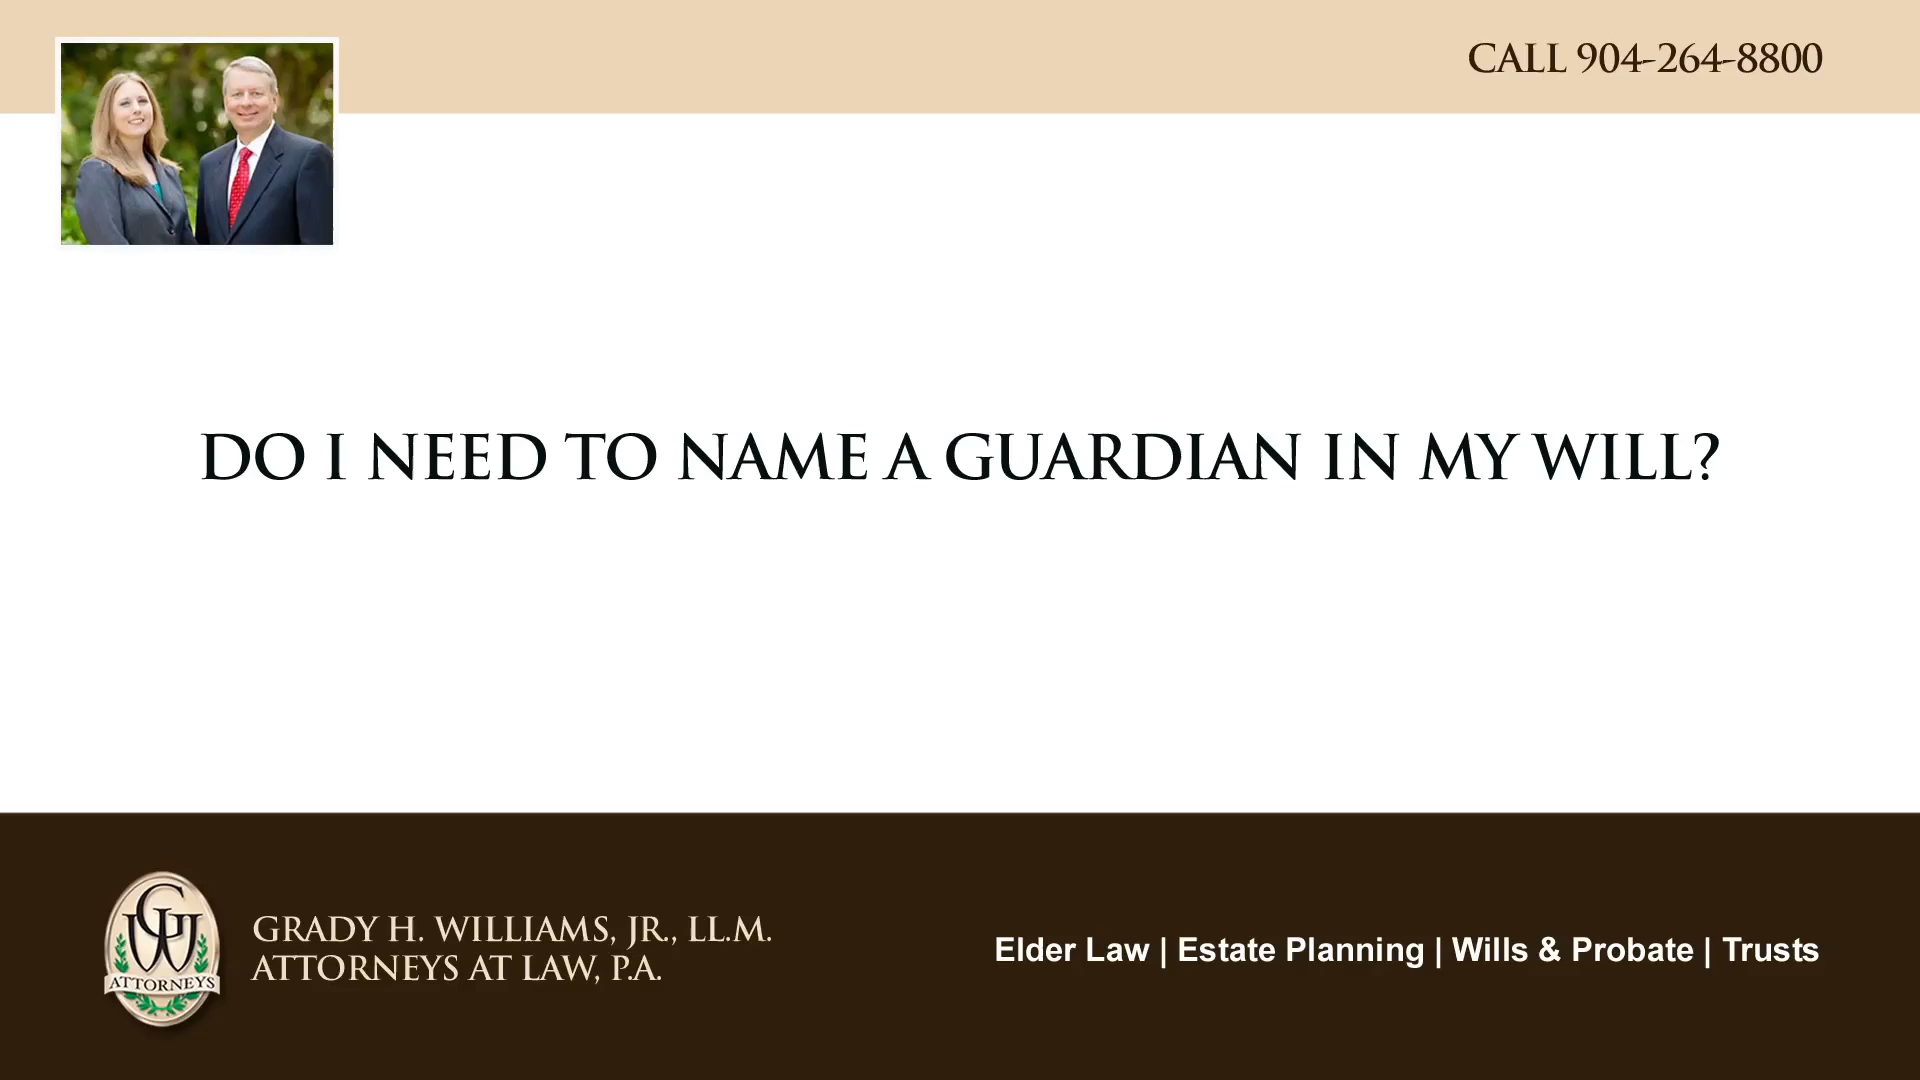 CALL 904-264-8800
DO I NEED TO NAME A GUARDIAN IN MY WILL?
GW
ATTORNEYS
GRADY H. WILLIAMS, JR., LL.M.
ATTORNEYS AT LAW, P.A.
Elder Law | Estate Planning | Wills & Probate | Trusts